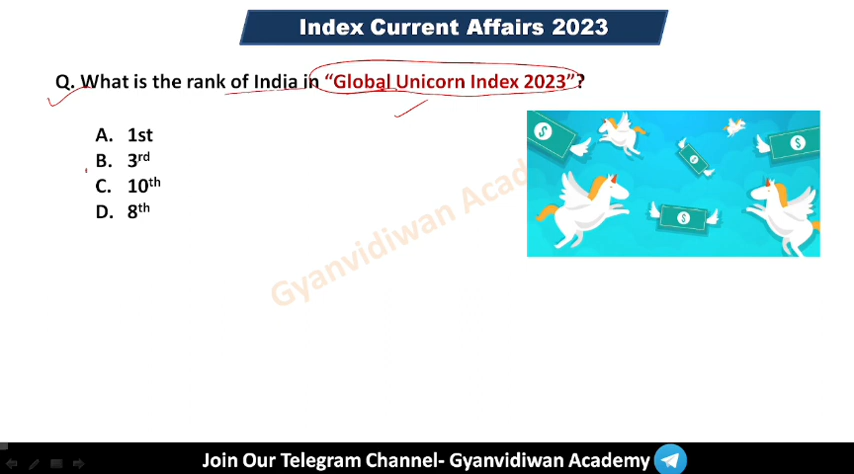 Index Current Affairs 2023
Q. What is the rank of India in “Global Unicorn Index 2023”?
A. 1st
B. 3rd
C. 10th
D. 8th
Gyanvidiwan Acad
Join Our Telegram Channel- Gyanvidiwan Academy